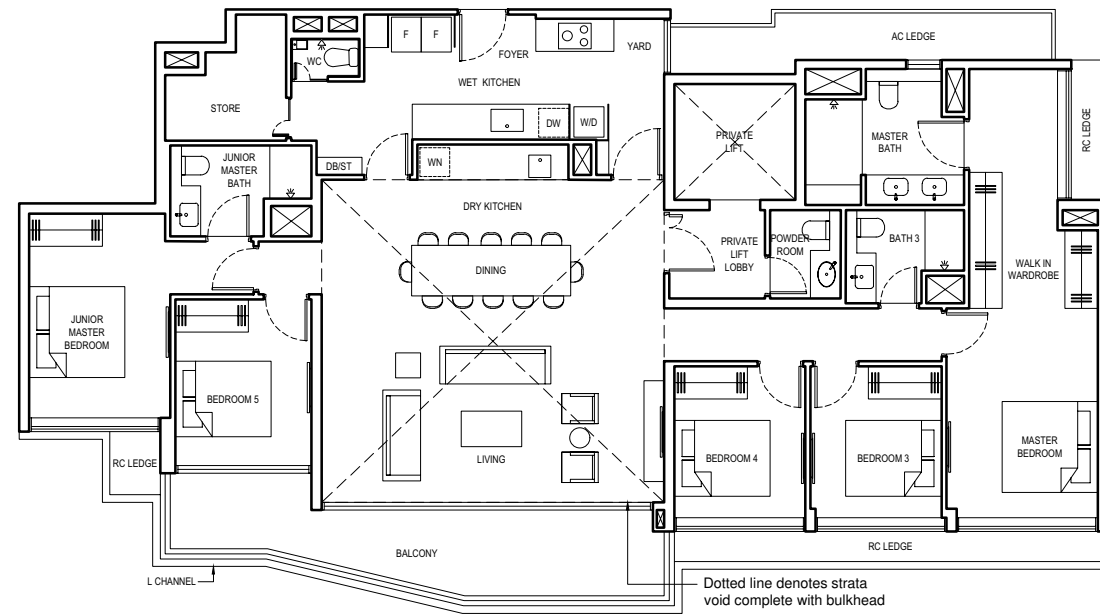 AC LEDGE
F
F
FOYER
YARD
WC
WET KITCHEN
STORE
DW
W/D
PRIVATE
LIFT
MASTER
BATH
RC LEDGE
JUNIOR
MASTER
BATH
DB/ST
WN
DRY KITCHEN
PRIVATE
LIFT
LOBBY
POWDER
ROOM
BATH 3
WALK IN
WARDROBE
DINING
JUNIOR
MASTER
BEDROOM
BEDROOM 5
LIVING
BEDROOM 4
BEDROOM 3
MASTER
BEDROOM
RC LEDGE
RC LEDGE
BALCONY
L CHANNEL
Dotted line denotes strata
void complete with bulkhead